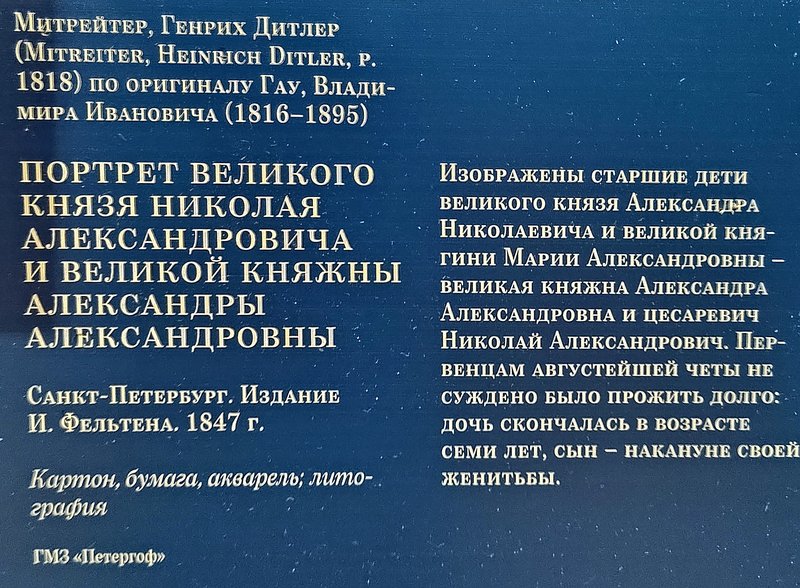 Митрейтер, Генрих Дитлер
(Mitreiter, Heinrich Ditler, р.
1818) по оригиналу Гау, Влади-
мира Ивановича (1816–1895)
ПОРТРЕТ ВЕЛИКОГО
КНЯЗЯ НИКОЛАЯ
АЛЕКСАНДРОВИЧА
И ВЕЛИКОЙ КНЯЖНЫ
АЛЕКСАНДРЫ
АЛЕКСАНДРОВНЫ
Санкт-Петербург. Издание
И. Фельтена. 1847 г.
Картон, бумага, акварель; лито-
графия
ГМЗ «Петергоф»
Изображены старшие дети
великого князя Александра
Николаевича и великой кня-
гини Марии Александровны –
великая княжна Александра
Александровна и цесаревич
Николай Александрович. Пер-
венцам августейшей четы не
суждено было прожить долго:
дочь скончалась в возрасте
семи лет, сын – накануне своей
женитьбы.